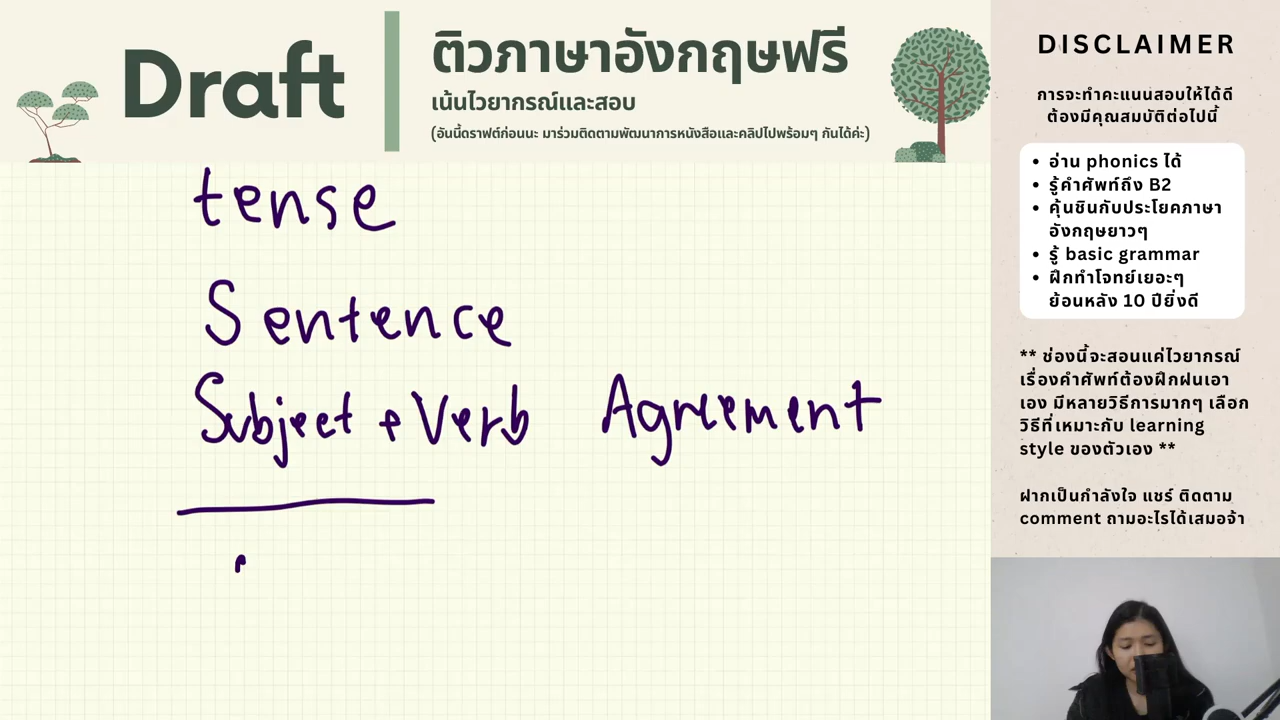 Draft
ติวภาษาอังกฤษฟรี
เน้นไวยากรณ์และสอบ
(อันนี้ดราฟต์ก่อนนะ มาร่วมติดตามพัฒนาการหนังสือและคลิปไปพร้อมๆ กันได้ค่ะ)
tense
Sentence
Subject + Verb Agreement
DISCLAIMER
การจะทำคะแนนสอบให้ได้ดี
ต้องมีคุณสมบัติต่อไปนี้
• อ่าน phonics ได้
• รู้คำศัพท์ถึง B2
• คุ้นชินกับประโยคภาษา
อังกฤษยาวๆ
• รู้ basic grammar
• ฝึกทำโจทย์เยอะๆ
ย้อนหลัง 10 ปียิ่งดี
** ช่องนี้จะสอนแค่ไวยากรณ์
เรื่องคำศัพท์ต้องฝึกฝนเอา
เอง มีหลายวิธีการมากๆ เลือก
วิธีที่เหมาะกับ learning
style ของตัวเอง **
ฝากเป็นกำลังใจ แชร์ ติดตาม
comment ถามอะไรได้เสมอจ้า